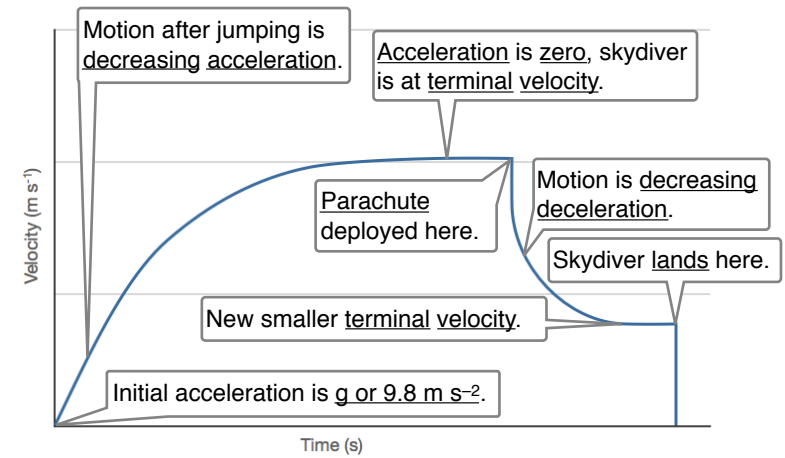 Motion after jumping is
decreasing acceleration.
Acceleration is zero, skydiver
is at terminal velocity.
Parachute
deployed here.
Motion is decreasing
deceleration.
Skydiver lands here.
New smaller terminal velocity.
Initial acceleration is g or 9.8 m s⁻².
Velocity (m s⁻¹)
Time (s)